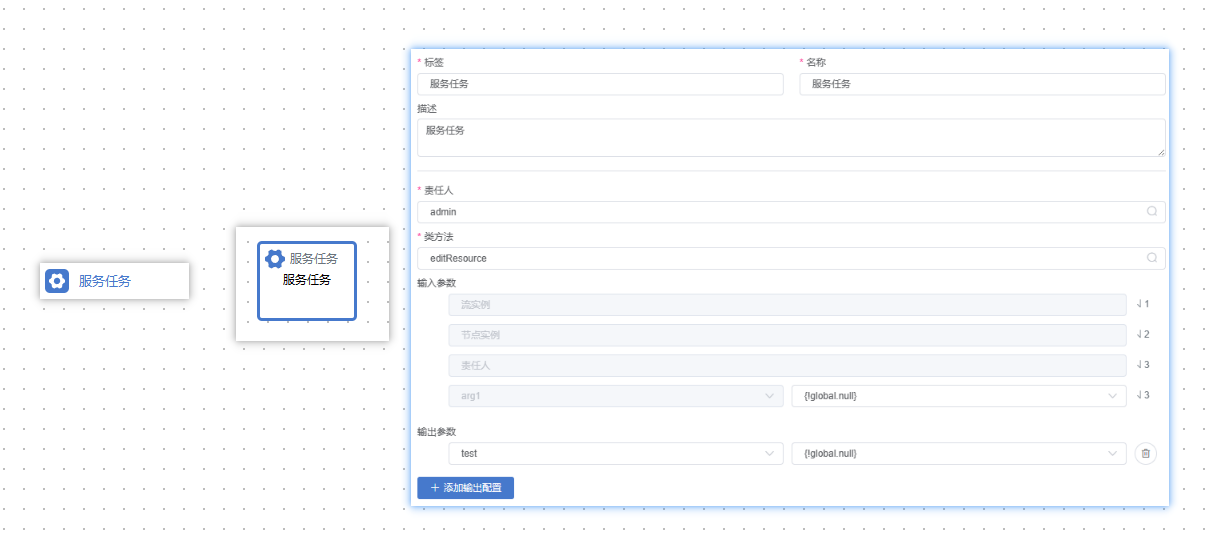 服务任务
服务任务
服务任务
* 标签
服务任务
* 名称
服务任务
描述
服务任务
* 责任人
admin
* 类方法
editResource
输入参数
流实例
√ 1
节点实例
√ 2
责任人
√ 3
arg1
{!global.null}
√ 3
输出参数
test
{!global.null}
+ 添加输出配置